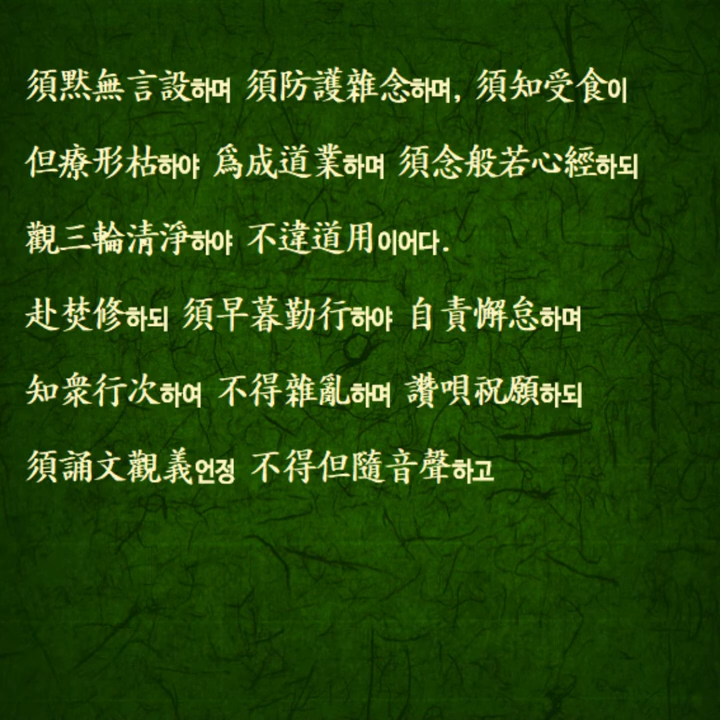 須黙無言設하며 須防護雜念하며, 須知受食이
但療形枯하야 爲成道業하며 須念般若心經하되
觀三輪清淨하야 不違道用이어다.
赴焚修하되 須早暮勤行하야 自責懈怠하며
知衆行次하여 不得雜亂하며 讚唄祝願하되
須誦文觀義언정 不得但隨音聲하고